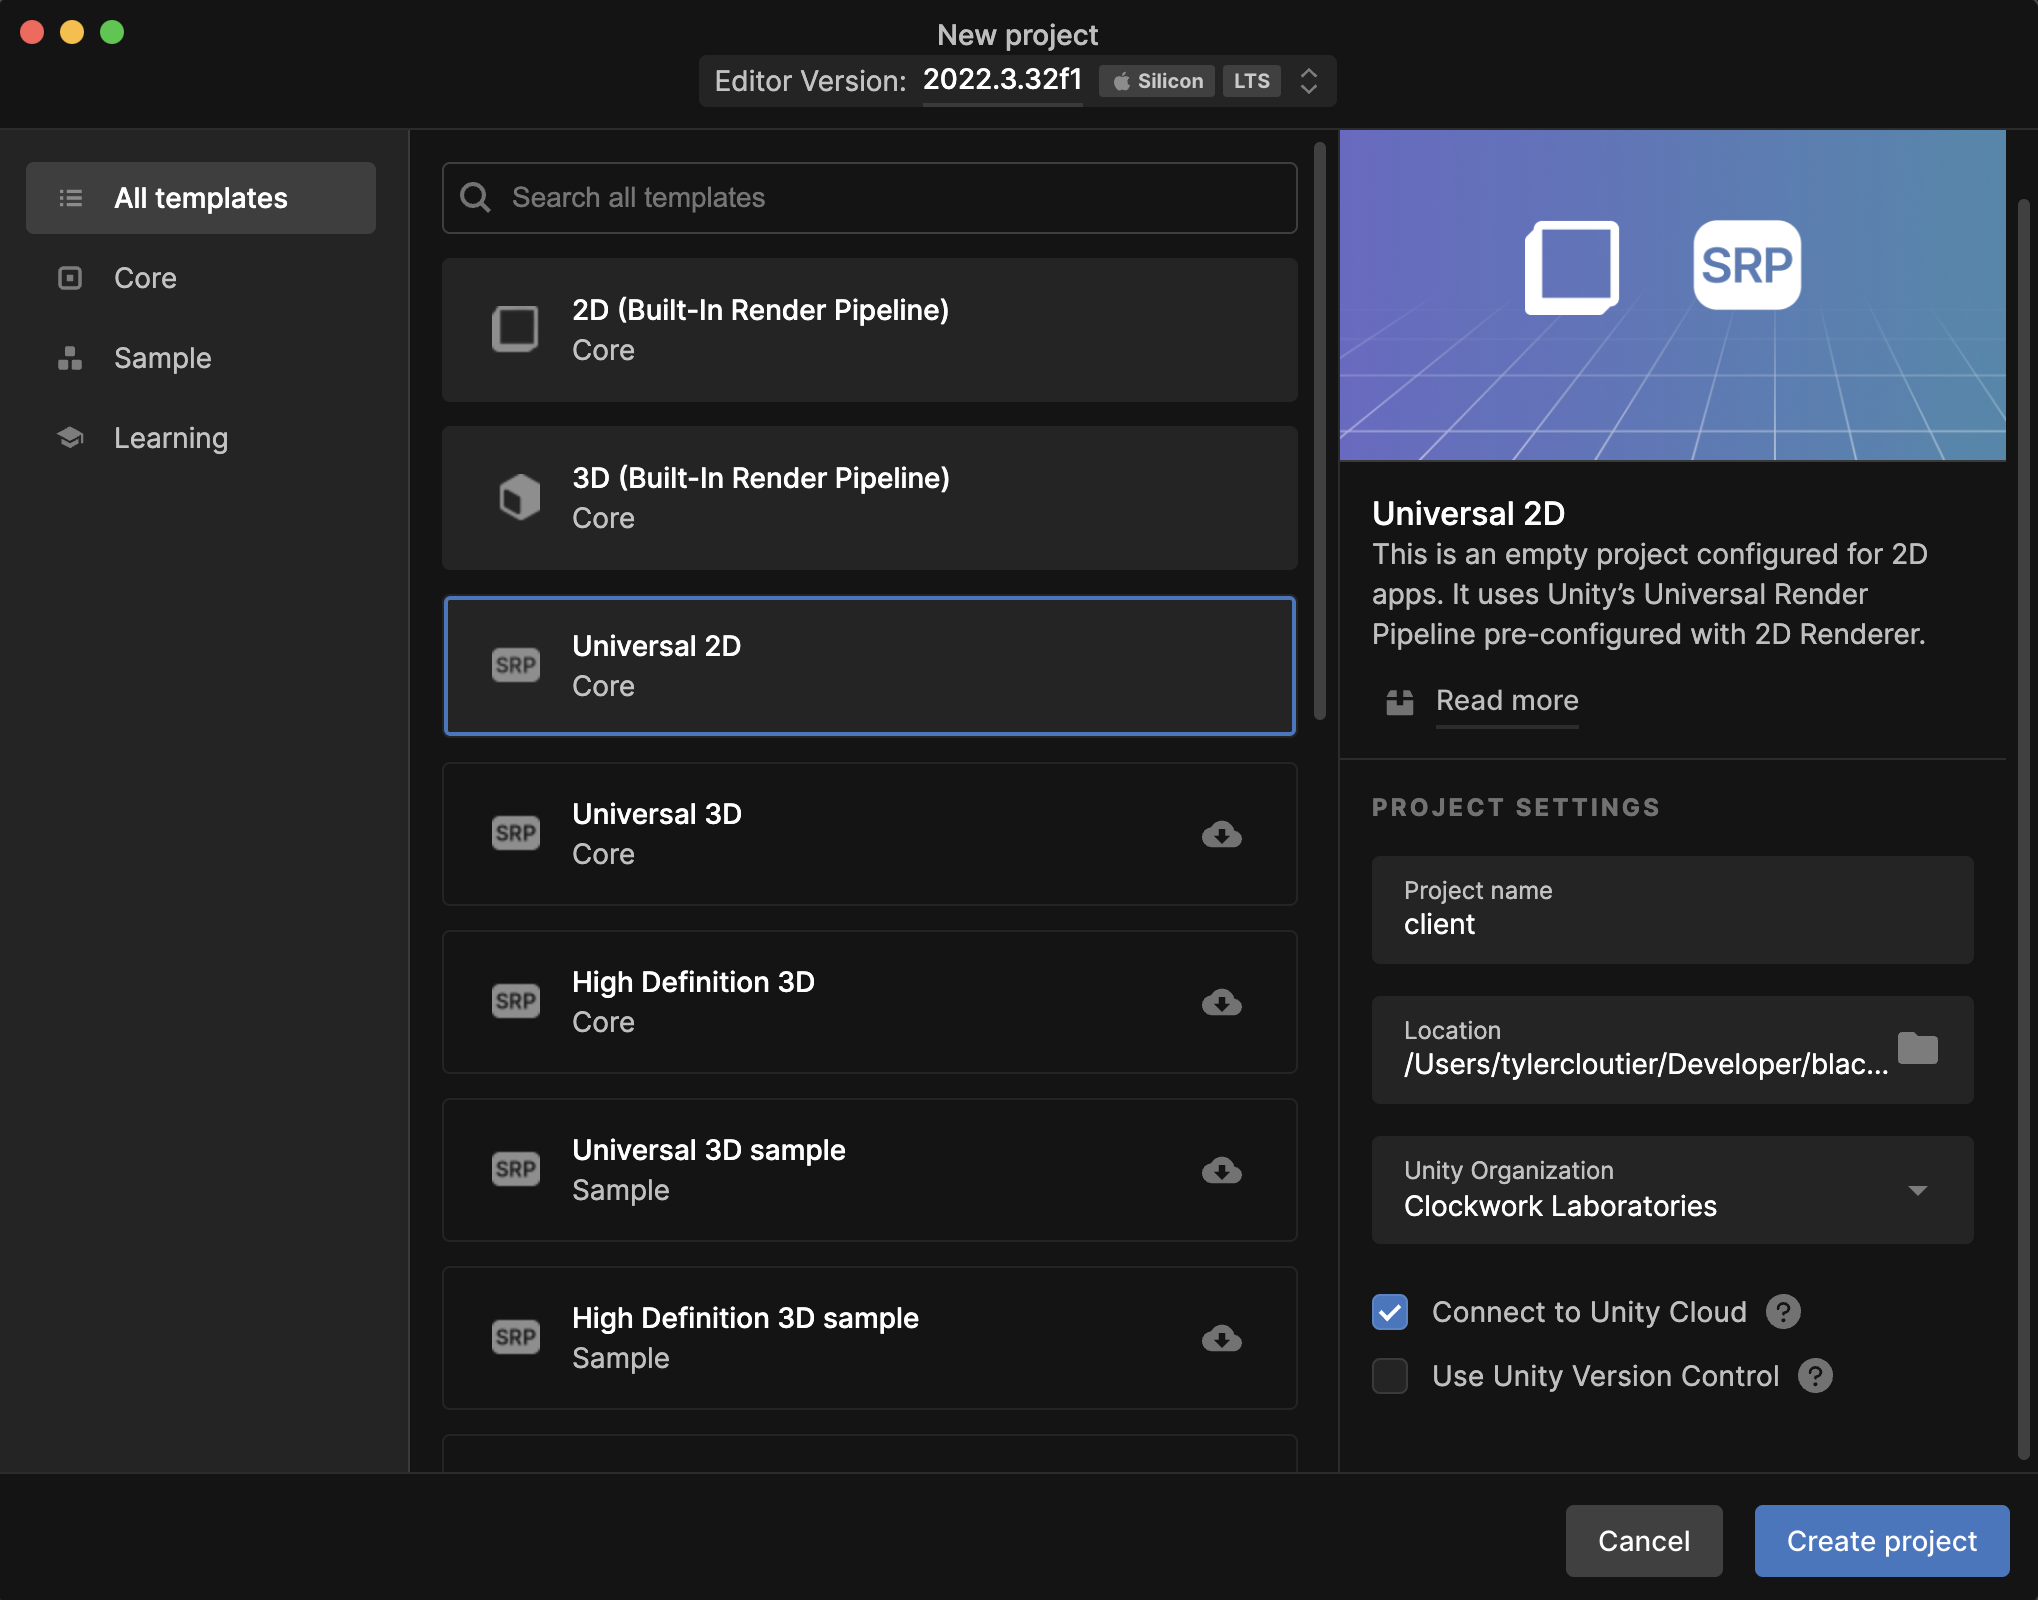 New project
Editor Version: 2022.3.32f1 Silicon LTS
All templates
Core
Sample
Learning
Search all templates
2D (Built-In Render Pipeline)
Core
3D (Built-In Render Pipeline)
Core
SRP
Universal 2D
Core
SRP
Universal 3D
Core
SRP
High Definition 3D
Core
SRP
Universal 3D sample
Sample
SRP
High Definition 3D sample
Sample
SRP
Universal 2D
This is an empty project configured for 2D
apps. It uses Unity’s Universal Render
Pipeline pre-configured with 2D Renderer.
Read more
PROJECT SETTINGS
Project name
client
Location
/Users/tylercloutier/Developer/blac...
Unity Organization
Clockwork Laboratories
Connect to Unity Cloud ?
Use Unity Version Control ?
Cancel
Create project